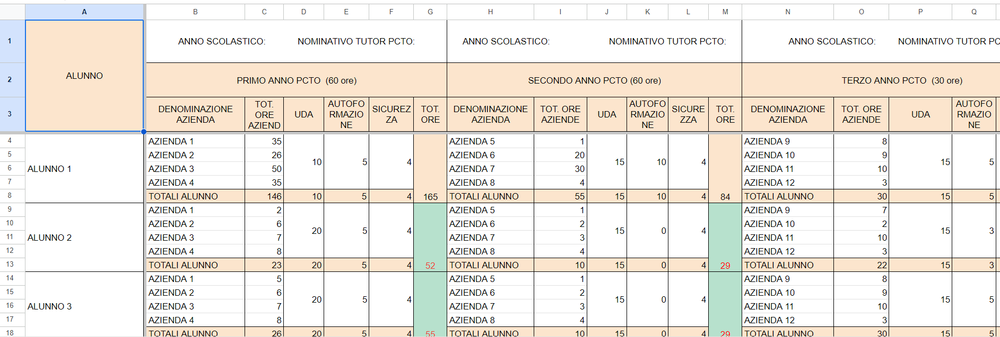 A B C D E F G H I J K L M N O P Q
1 ANNO SCOLASTICO: NOMINATIVO TUTOR PCTO: ANNO SCOLASTICO: NOMINATIVO TUTOR PCTO: ANNO SCOLASTICO: NOMINATIVO TUTOR PC
ALUNNO
2 PRIMO ANNO PCTO (60 ore) SECONDO ANNO PCTO (60 ore) TERZO ANNO PCTO (30 ore)
3 DENOMINAZIONE AZIENDA TOT. ORE AZIEND UDA AUTOFO RMAZIO NE SICUREZ ZA TOT. ORE DENOMINAZIONE AZIENDA TOT. ORE AZIENDE UDA AUTOFO RMAZIO NE SICURE ZZA TOT. ORE DENOMINAZIONE AZIENDA TOT. ORE AZIENDE UDA AUTOFO RMAZIO NE
4 AZIENDA 1 35 AZIENDA 5 1 AZIENDA 9 8
5 AZIENDA 2 26 AZIENDA 6 20 AZIENDA 10 9
10 5 4 15 10 4 15 5
6 ALUNNO 1 AZIENDA 3 50 AZIENDA 7 30 AZIENDA 11 10
7 AZIENDA 4 35 AZIENDA 8 4 AZIENDA 12 3
8 TOTALI ALUNNO 146 10 5 4 165 TOTALI ALUNNO 55 15 10 4 84 TOTALI ALUNNO 30 15 5
9 AZIENDA 1 2 AZIENDA 5 1 AZIENDA 9 7
10 AZIENDA 2 6 AZIENDA 6 2 AZIENDA 10 2
20 5 4 15 0 4 15 3
11 ALUNNO 2 AZIENDA 3 7 AZIENDA 7 3 AZIENDA 11 10
12 AZIENDA 4 8 AZIENDA 8 4 AZIENDA 12 3
13 TOTALI ALUNNO 23 20 5 4 52 TOTALI ALUNNO 10 15 0 4 29 TOTALI ALUNNO 22 15 3
14 AZIENDA 1 5 AZIENDA 5 1 AZIENDA 9 8
15 AZIENDA 2 6 AZIENDA 6 2 AZIENDA 10 9
20 5 4 15 0 4 15 5
16 ALUNNO 3 AZIENDA 3 7 AZIENDA 7 3 AZIENDA 11 10
17 AZIENDA 4 8 AZIENDA 8 4 AZIENDA 12 3
18 TOTALI ALUNNO 26 20 5 4 55 TOTALI ALUNNO 10 15 0 4 29 TOTALI ALUNNO 30 15 5